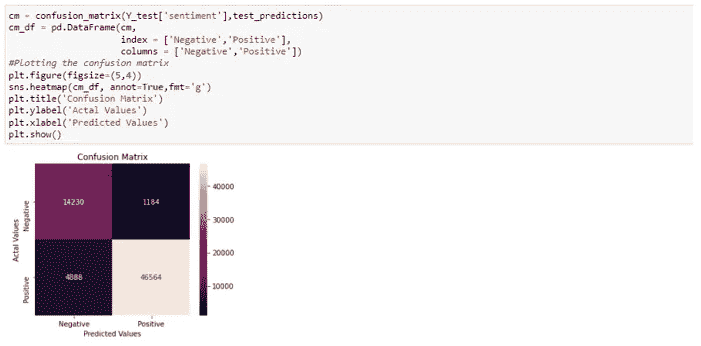 cm = confusion_matrix(Y_test['sentiment'],test_predictions)
cm_df = pd.DataFrame(cm,
index = ['Negative','Positive'],
columns = ['Negative','Positive'])
#Plotting the confusion matrix
plt.figure(figsize=(5,4))
sns.heatmap(cm_df, annot=True,fmt='g')
plt.title('Confusion Matrix')
plt.ylabel('Actal Values')
plt.xlabel('Predicted Values')
plt.show()
Confusion Matrix
Actal Values
Negative
14230
1184
Positive
4888
46564
40000
30000
20000
10000
Negative
Positive
Predicted Values